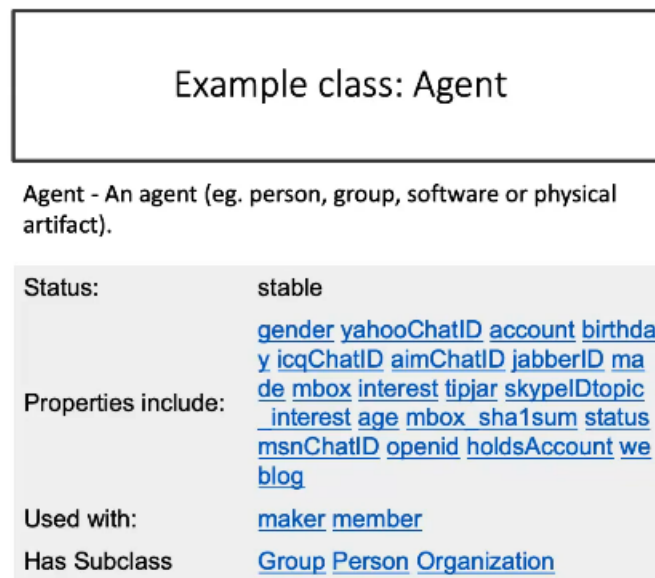 Example class: Agent
Agent - An agent (eg. person, group, software or physical
artifact).
Status: stable
Properties include: gender yahooChatID account birthda
y icqChatID aimChatID jabberID ma
de mbox interest tipjar skypeIDtopic
_interest age mbox_sha1sum status
msnChatID openid holdsAccount we
blog
Used with: maker member
Has Subclass Group Person Organization